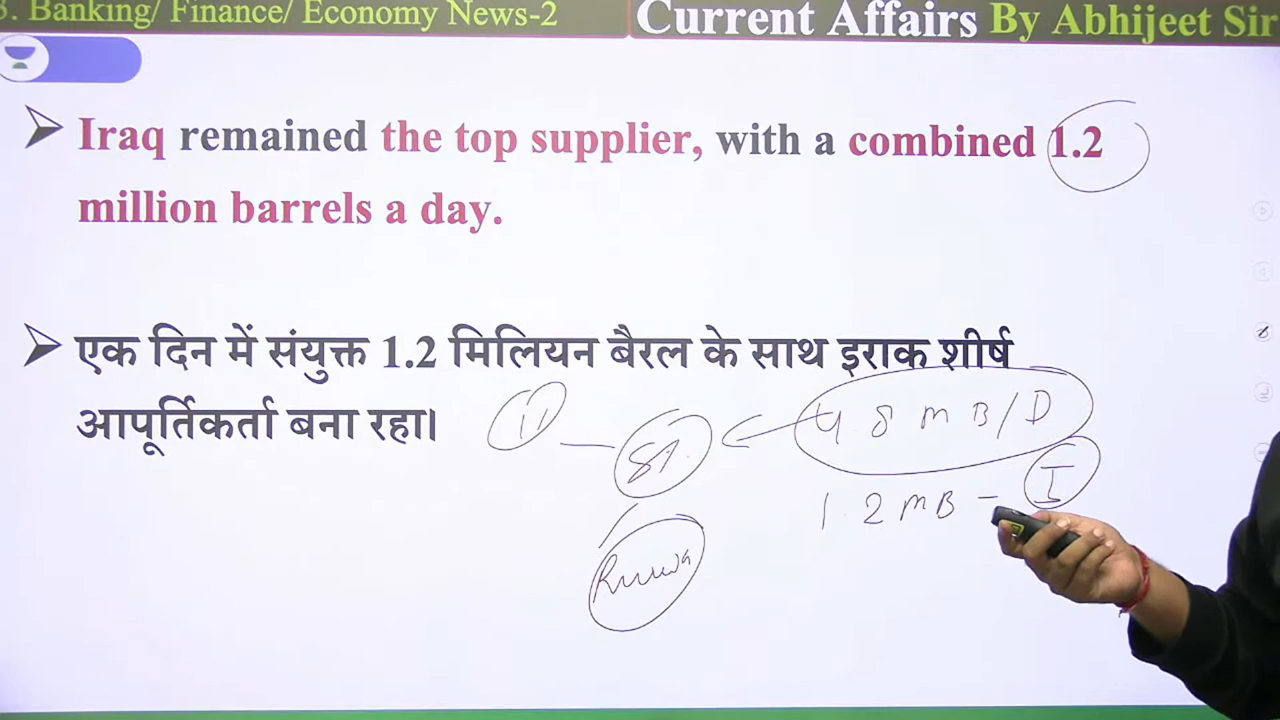 3. Banking/ Finance/ Economy News-2
Current Affairs By Abhijeet Sir
Iraq remained the top supplier, with a combined 1.2
million barrels a day.
एक दिन में संयुक्त 1.2 मिलियन बैरल के साथ इराक शीर्ष
आपूर्तिकर्ता बना रहा।
4.8 MB/D
1.2 MB - I